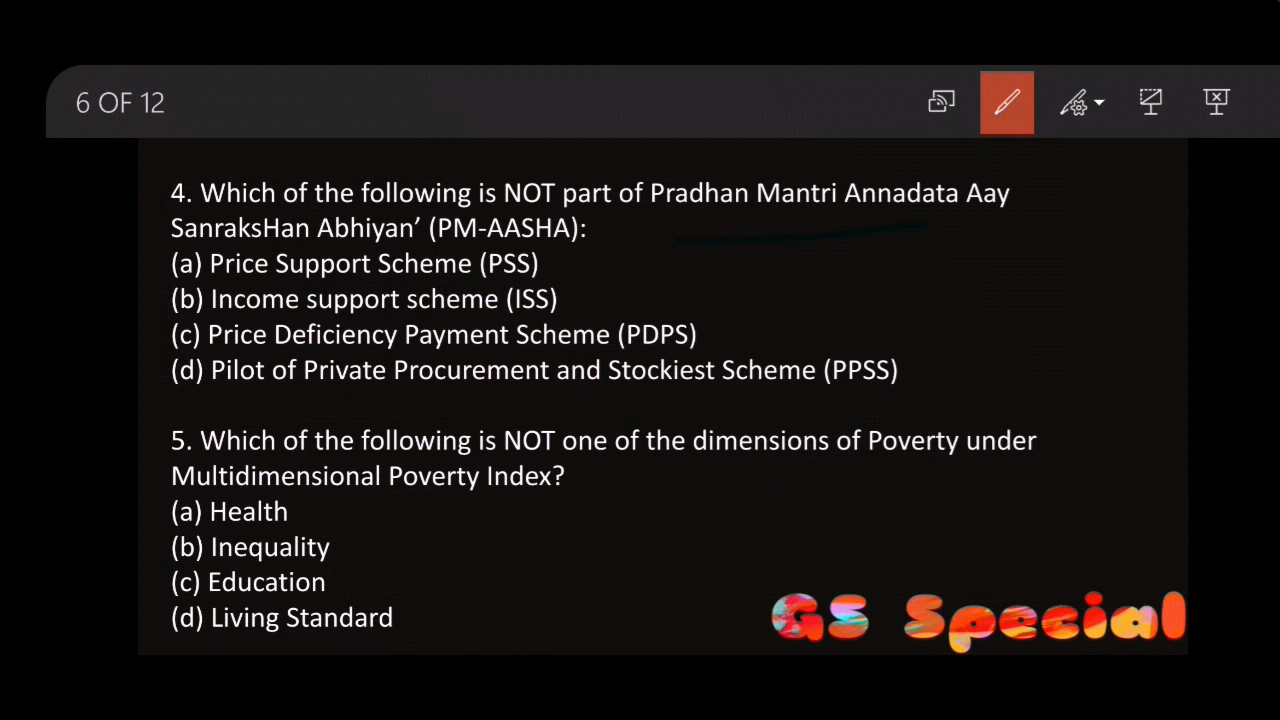 6 OF 12
4. Which of the following is NOT part of Pradhan Mantri Annadata Aay
SanraksHan Abhiyan’ (PM-AASHA):
(a) Price Support Scheme (PSS)
(b) Income support scheme (ISS)
(c) Price Deficiency Payment Scheme (PDPS)
(d) Pilot of Private Procurement and Stockiest Scheme (PPSS)
5. Which of the following is NOT one of the dimensions of Poverty under
Multidimensional Poverty Index?
(a) Health
(b) Inequality
(c) Education
(d) Living Standard
GS Special